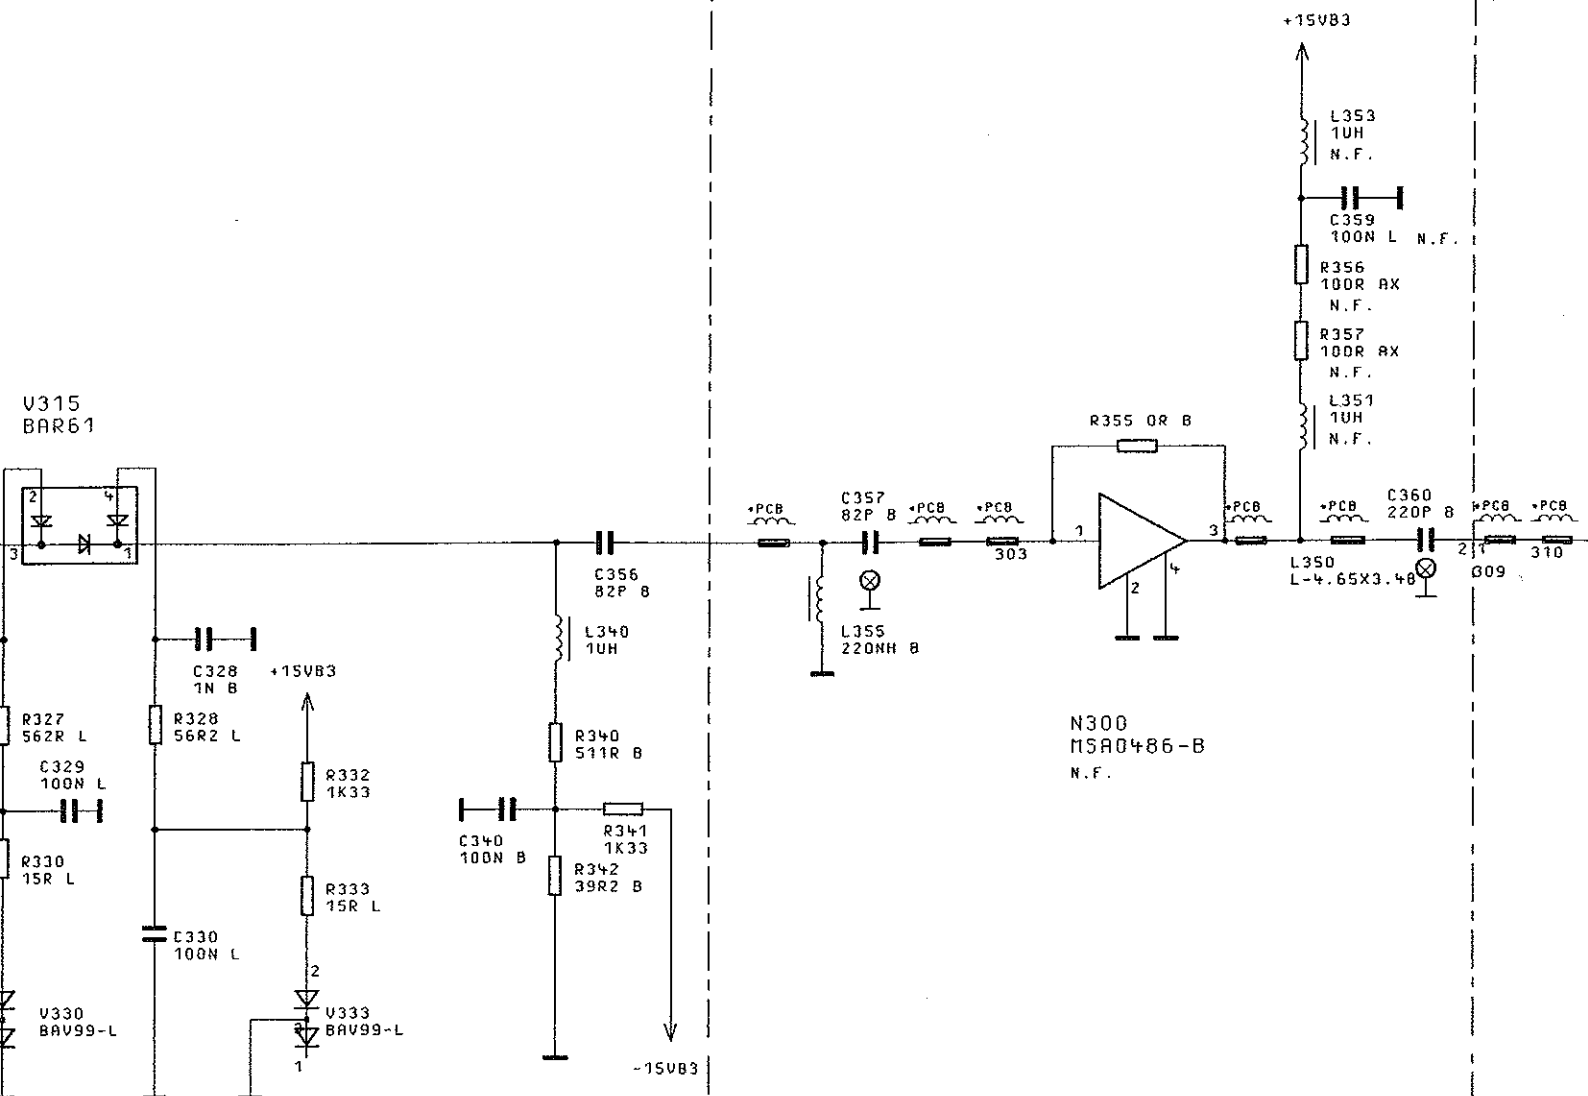 +15VB3
L353
1UH
N.F.
C359
100N L N.F.
R356
100R AX
N.F.
R357
100R AX
N.F.
L351
1UH
N.F.
V315
BAR61
2
4
3
1
R355 0R B
*PCB
C357
82P B
*PCB
*PCB
303
1
3
2
4
*PCB
*PCB
C360
220P B
*PCB
*PCB
2
1
309
310
L350
L-4.65X3.4B
C356
82P B
L355
220NH B
L340
1UH
C328
1N B
+15VB3
R327
562R L
R328
56R2 L
C329
100N L
R332
1K33
R340
511R B
N300
MSA0486-B
N.F.
C340
100N B
R341
1K33
R342
39R2 B
R330
15R L
R333
15R L
C330
100N L
2
V330
BAV99-L
V333
BAV99-L
3
1
-15VB3